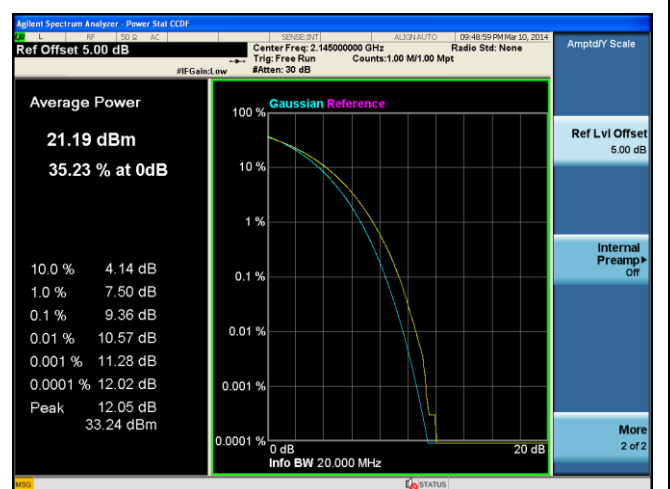 Agilent Spectrum Analyzer - Power Stat CCDF
L RF 50 Ω AC SENSE:INT ALIGNAUTO 09:48:59 PM Mar 10, 2014
Ref Offset 5.00 dB
Center Freq: 2.145000000 GHz Radio Std: None
Trig: Free Run Counts:1.00 M/1.00 Mpt
#IFGain:Low #Atten: 30 dB
Amptd/Y Scale
Average Power
21.19 dBm
35.23 % at 0dB
10.0 % 4.14 dB
1.0 % 7.50 dB
0.1 % 9.36 dB
0.01 % 10.57 dB
0.001 % 11.28 dB
0.0001 % 12.02 dB
Peak 12.05 dB
33.24 dBm
Gaussian Reference
100 %
10 %
1 %
0.1 %
0.01 %
0.001 %
0.0001 %
0 dB 20 dB
Info BW 20.000 MHz
Ref Lvl Offset
5.00 dB
Internal
Preamp
Off
More
2 of 2
MSG STATUS